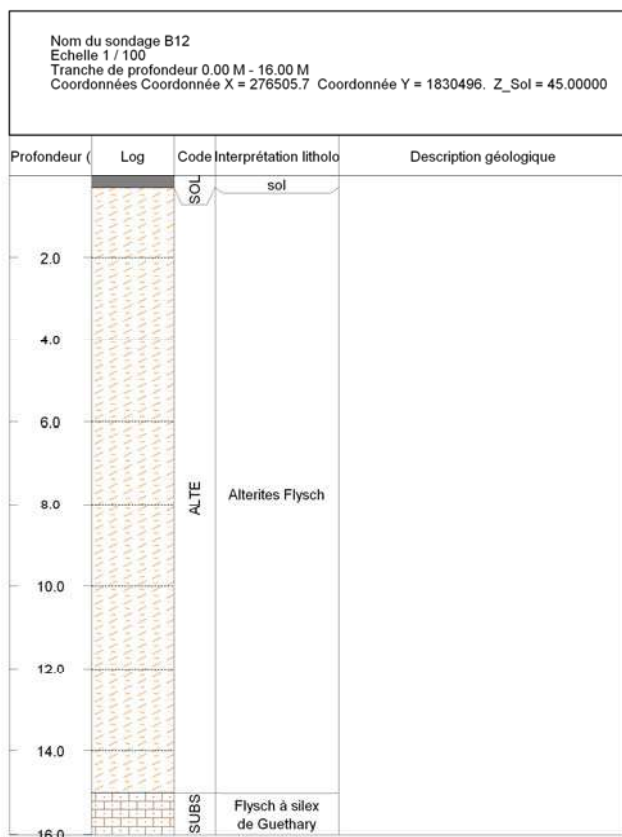 Nom du sondage B12
Echelle 1 / 100
Tranche de profondeur 0.00 M - 16.00 M
Coordonnées Coordonnée X = 276505.7 Coordonnée Y = 1830496. Z_Sol = 45.00000
Profondeur ( Log Code Interprétation litholo Description géologique
SOL sol
2.0
4.0
6.0
8.0 ALTE Alterites Flysch
10.0
12.0
14.0
SUBS Flysch à silex
de Guethary
16.0